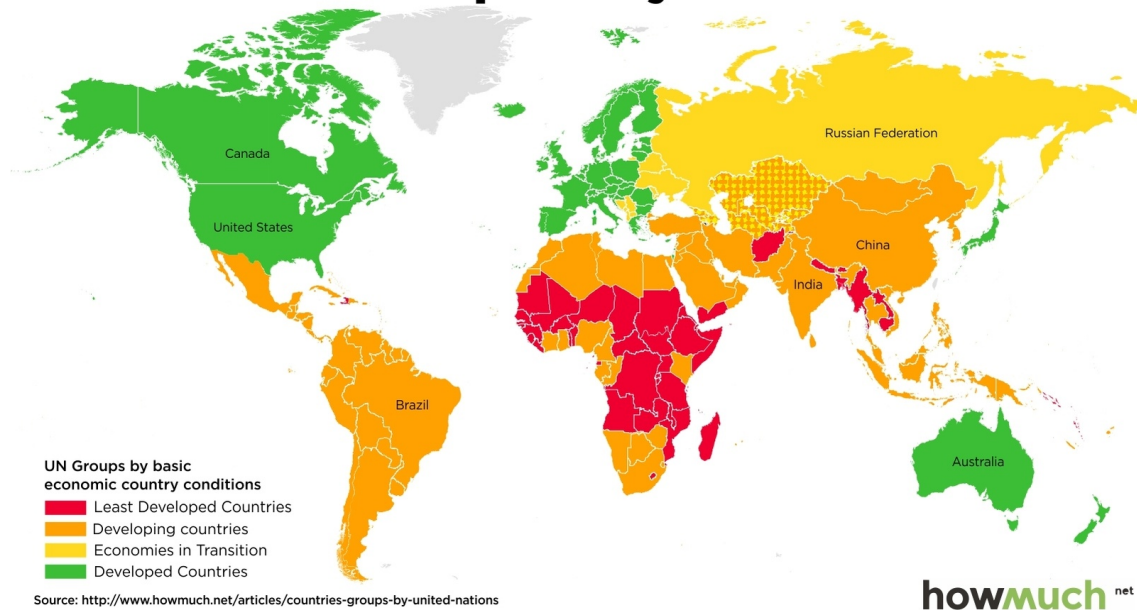 Canada
Russian Federation
United States
China
India
Brazil
Australia
UN Groups by basic
economic country conditions
Least Developed Countries
Developing countries
Economies in Transition
Developed Countries
Source: http://www.howmuch.net/articles/countries-groups-by-united-nations
howmuch net